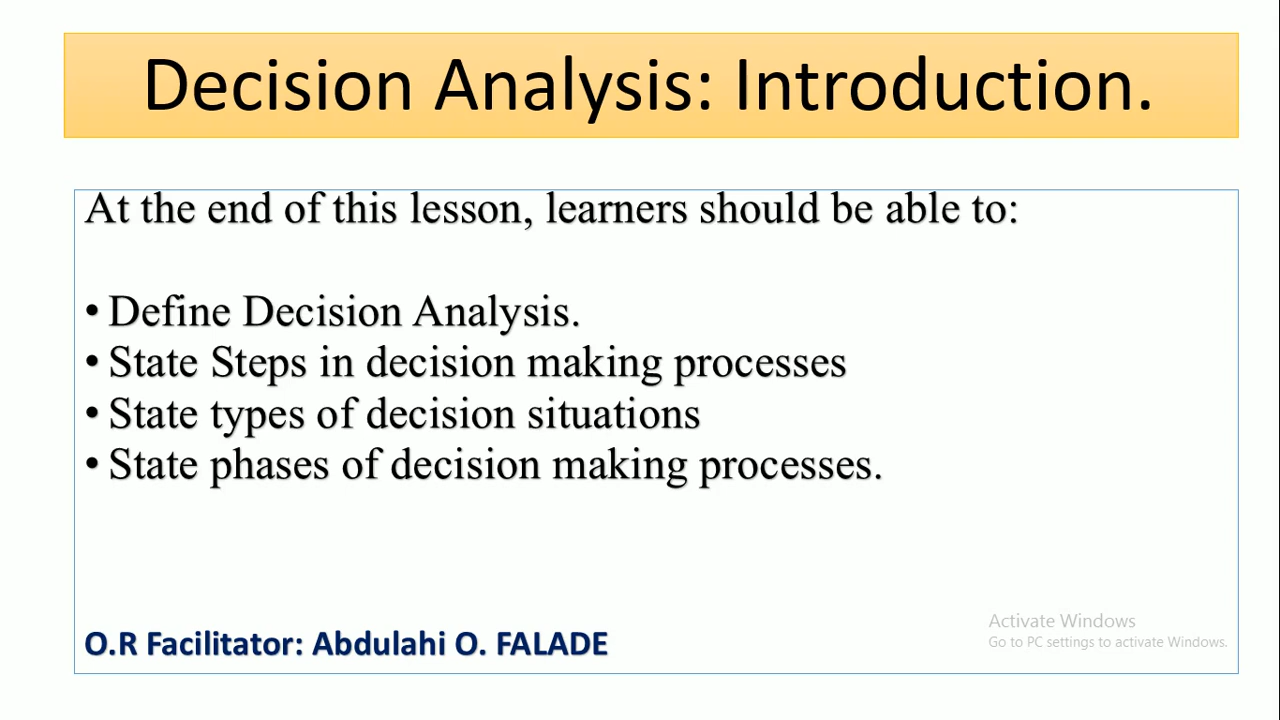 Decision Analysis: Introduction.
At the end of this lesson, learners should be able to:
• Define Decision Analysis.
• State Steps in decision making processes
• State types of decision situations
• State phases of decision making processes.
O.R Facilitator: Abdulahi O. FALADE
Activate Windows
Go to PC settings to activate Windows.